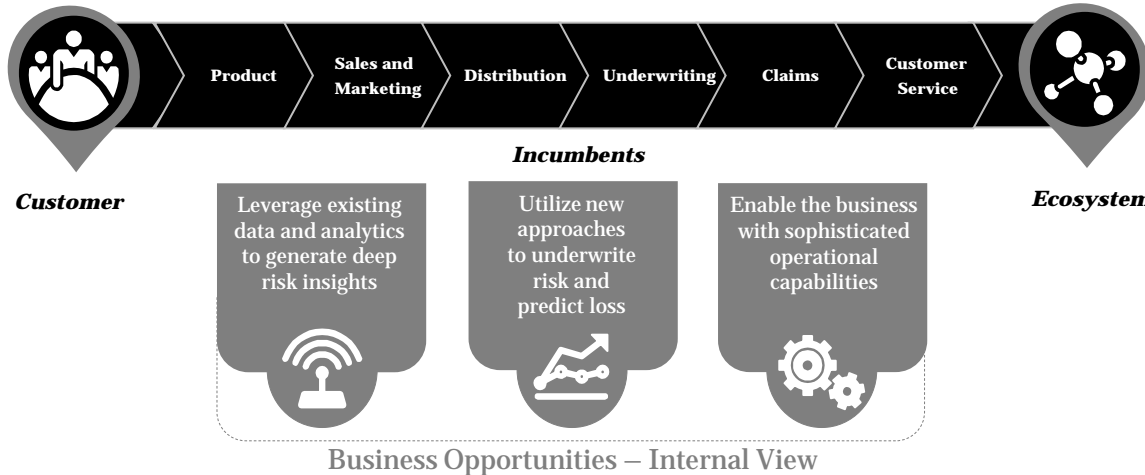 Product
Sales and
Marketing
Distribution
Underwriting
Claims
Customer
Service
Incumbents
Customer
Ecosystem
Leverage existing
data and analytics
to generate deep
risk insights
Utilize new
approaches
to underwrite
risk and
predict loss
Enable the business
with sophisticated
operational
capabilities
Business Opportunities – Internal View